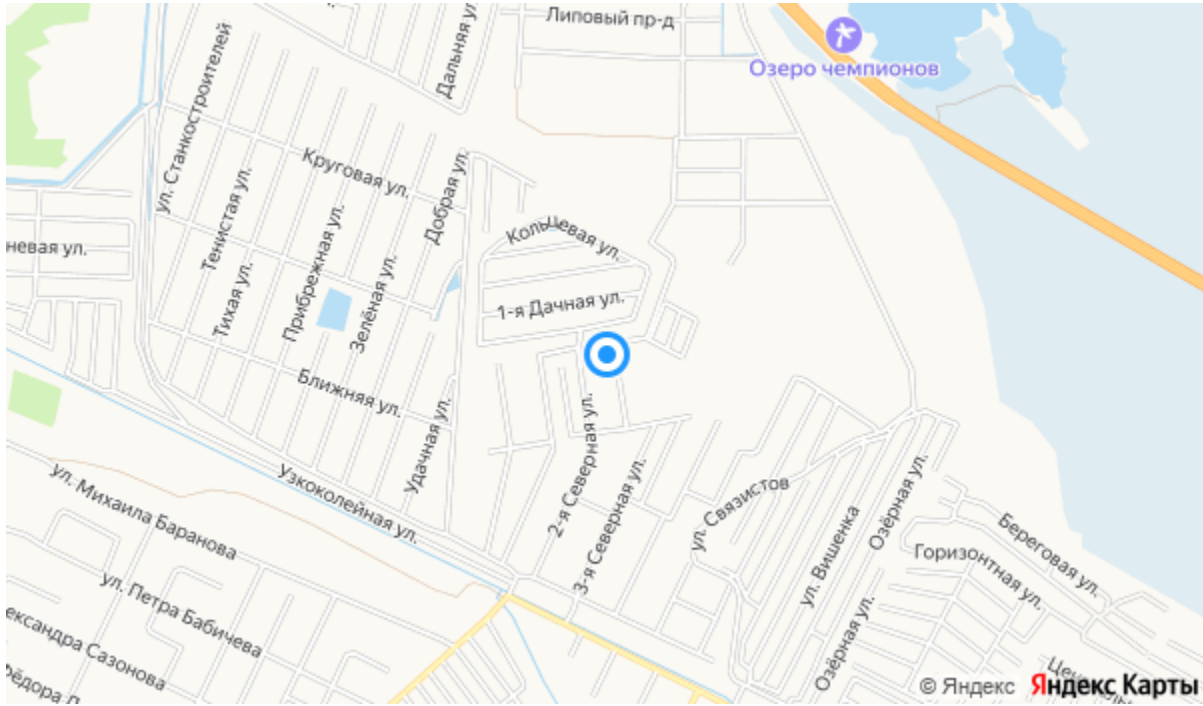 Липовый пр-д
Дальняя ул.
Озеро чемпионов
ул. Станкостроителей
Круговая ул.
Добрая ул.
Тенистая ул.
Кольцевая ул.
невая ул.
Прибрежная ул.
Тихая ул.
Зелёная ул.
1-я Дачная ул.
Ближняя ул.
Удачная ул.
2-я Северная ул.
3-я Северная ул.
Узкоколейная ул.
ул. Михаила Баранова
ул. Связистов
Озёрная ул.
ул. Вишенка
Береговая ул.
Горизонтная ул.
ул. Петра Бабичева
ександра Сазонова
Озёрная ул.
© Яндекс Яндекс Карты